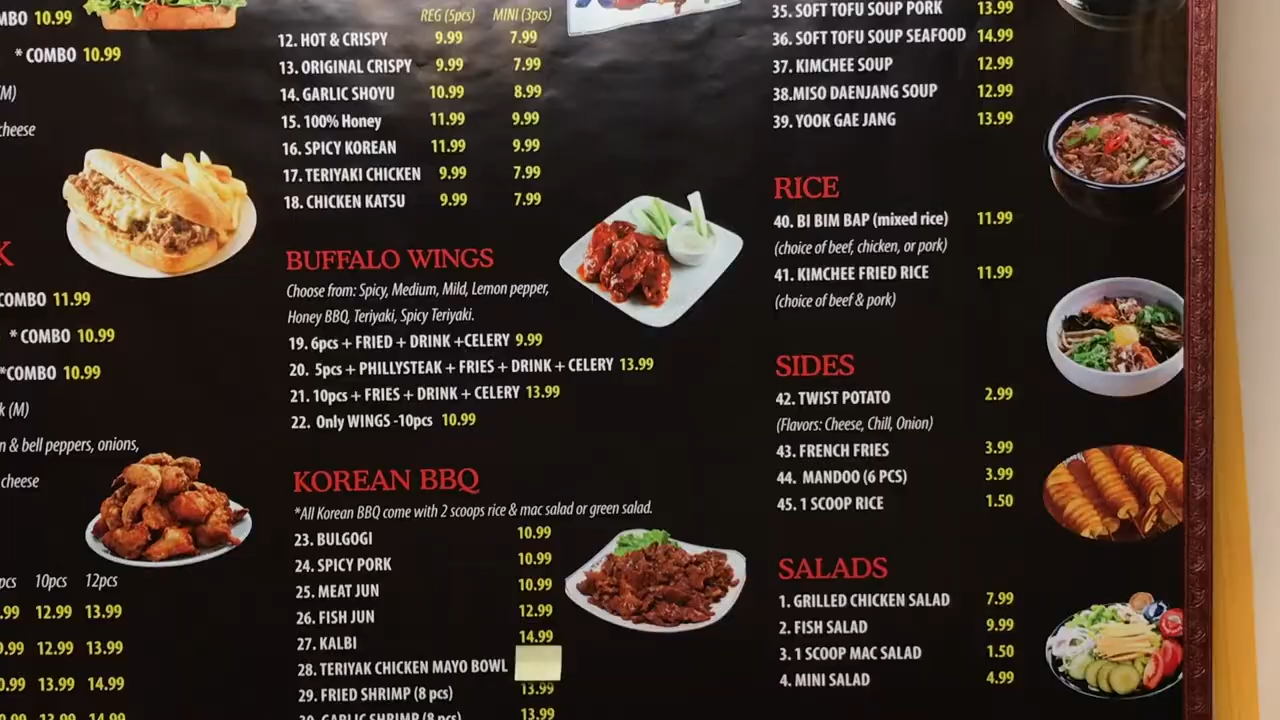 MBO 10.99
* COMBO 10.99
(M)
cheese
K
COMBO 11.99
* COMBO 10.99
*COMBO 10.99
k (M)
n & bell peppers, onions,
cheese
pcs 10pcs 12pcs
.99 12.99 13.99
9.99 12.99 13.99
0.99 13.99 14.99
13.99 14.99
REG (5pcs) MINI (3pcs)
12. HOT & CRISPY 9.99 7.99
13. ORIGINAL CRISPY 9.99 7.99
14. GARLIC SHOYU 10.99 8.99
15. 100% Honey 11.99 9.99
16. SPICY KOREAN 11.99 9.99
17. TERIYAKI CHICKEN 9.99 7.99
18. CHICKEN KATSU 9.99 7.99
BUFFALO WINGS
Choose from: Spicy, Medium, Mild, Lemon pepper,
Honey BBQ, Teriyaki, Spicy Teriyaki.
19. 6pcs + FRIED + DRINK +CELERY 9.99
20. 5pcs + PHILLYSTEAK + FRIES + DRINK + CELERY 13.99
21. 10pcs + FRIES + DRINK + CELERY 13.99
22. Only WINGS -10pcs 10.99
KOREAN BBQ
*All Korean BBQ come with 2 scoops rice & mac salad or green salad.
23. BULGOGI 10.99
24. SPICY PORK 10.99
25. MEAT JUN 10.99
26. FISH JUN 12.99
27. KALBI 14.99
28. TERIYAK CHICKEN MAYO BOWL
29. FRIED SHRIMP (8 pcs) 13.99
30. GARLIC SHRIMP (8 pcs) 13.99
35. SOFT TOFU SOUP PORK 13.99
36. SOFT TOFU SOUP SEAFOOD 14.99
37. KIMCHEE SOUP 12.99
38.MISO DAENJANG SOUP 12.99
39. YOOK GAE JANG 13.99
RICE
40. BI BIM BAP (mixed rice) 11.99
(choice of beef, chicken, or pork)
41. KIMCHEE FRIED RICE 11.99
(choice of beef & pork)
SIDES
42. TWIST POTATO 2.99
(Flavors: Cheese, Chill, Onion)
43. FRENCH FRIES 3.99
44. MANDOO (6 PCS) 3.99
45. 1 SCOOP RICE 1.50
SALADS
1. GRILLED CHICKEN SALAD 7.99
2. FISH SALAD 9.99
3. 1 SCOOP MAC SALAD 1.50
4. MINI SALAD 4.99